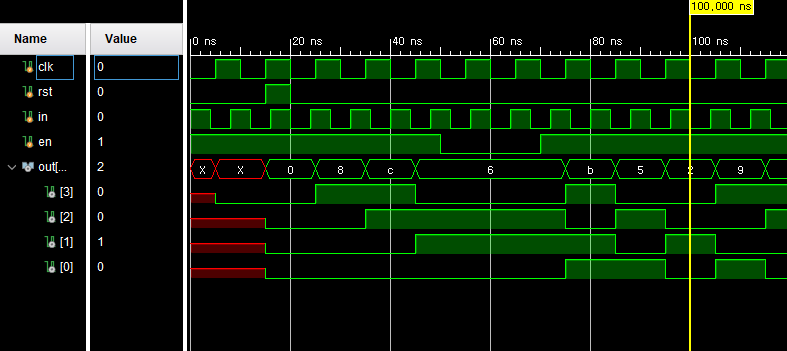 100,000 ns
Name Value 0 ns 20 ns 40 ns 60 ns 80 ns 100 ns
clk 0
rst 0
in 0
en 1
out[... 2 X X 0 8 c 6 b 5 2 9
[3] 0
[2] 0
[1] 1
[0] 0